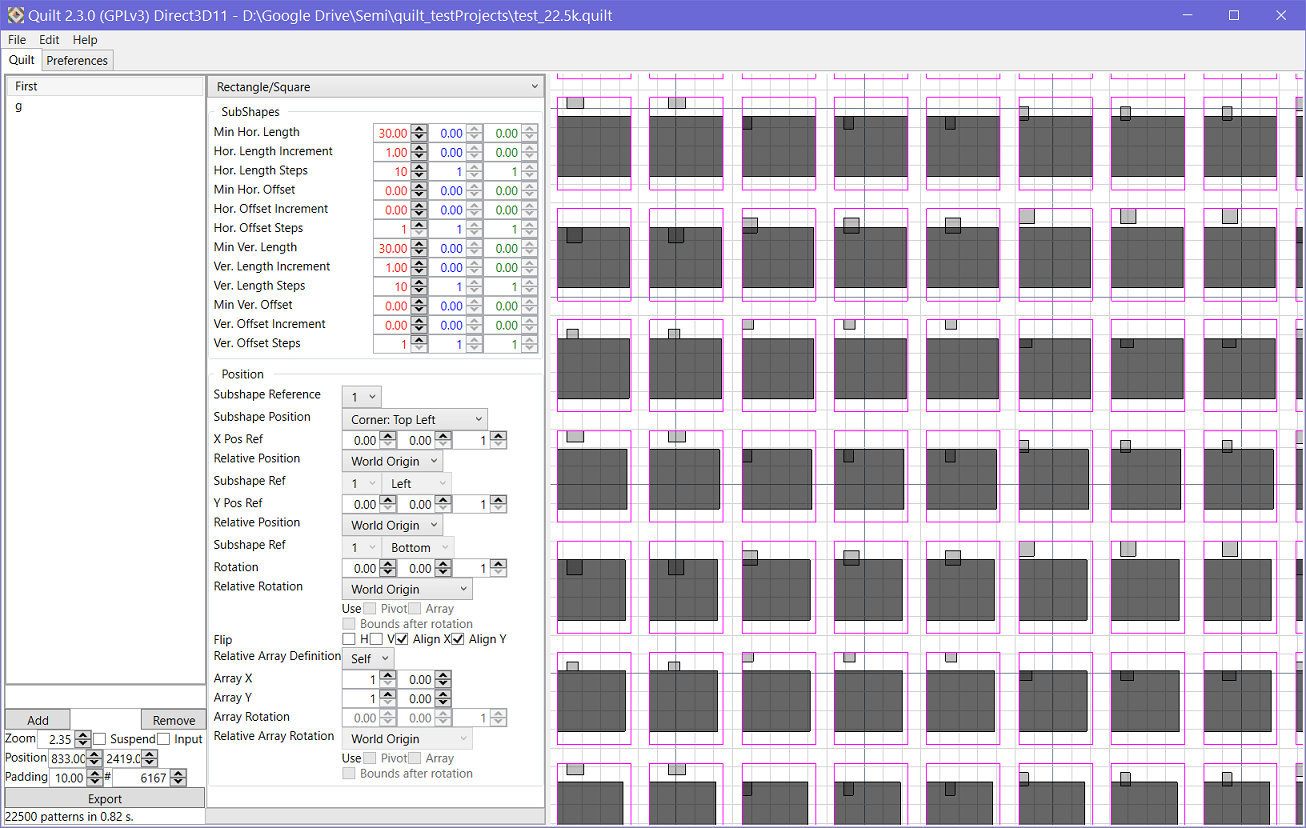 Quilt 2.3.0 (GPLv3) Direct3D11 - D:\Google Drive\Semi\quilt_testProjects\test_22.5k.quilt
File Edit Help
Quilt Preferences
First
g
Rectangle/Square
SubShapes
Min Hor. Length 30.00 0.00 0.00
Hor. Length Increment 1.00 0.00 0.00
Hor. Length Steps 10 1 1
Min Hor. Offset 0.00 0.00 0.00
Hor. Offset Increment 0.00 0.00 0.00
Hor. Offset Steps 1 1 1
Min Ver. Length 30.00 0.00 0.00
Ver. Length Increment 1.00 0.00 0.00
Ver. Length Steps 10 1 1
Min Ver. Offset 0.00 0.00 0.00
Ver. Offset Increment 0.00 0.00 0.00
Ver. Offset Steps 1 1 1
Position
Subshape Reference 1
Subshape Position Corner: Top Left
X Pos Ref 0.00 0.00 1
Relative Position World Origin
Subshape Ref 1 Left
Y Pos Ref 0.00 0.00 1
Relative Position World Origin
Subshape Ref 1 Bottom
Rotation 0.00 0.00 1
Relative Rotation World Origin
Use Pivot Array
Bounds after rotation
Flip H V Align X Align Y
Relative Array Definition Self
Array X 1 0.00
Array Y 1 0.00
Array Rotation 0.00 0.00 1
Relative Array Rotation World Origin
Use Pivot Array
Bounds after rotation
Add Remove
Zoom 2.35 Suspend Input
Position 833.00 2419.0
Padding 10.00 # 6167
Export
22500 patterns in 0.82 s.